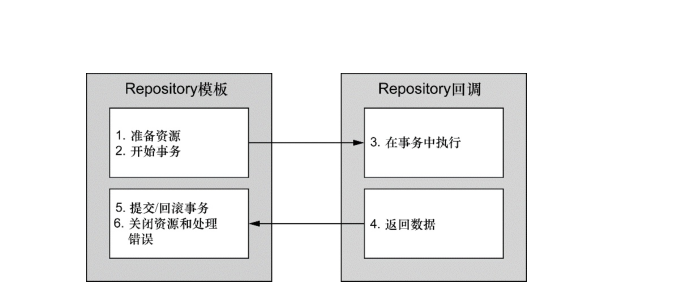 Repository模板
1. 准备资源
2. 开始事务
5. 提交/回滚事务
6. 关闭资源和处理
错误
Repository回调
3. 在事务中执行
4. 返回数据